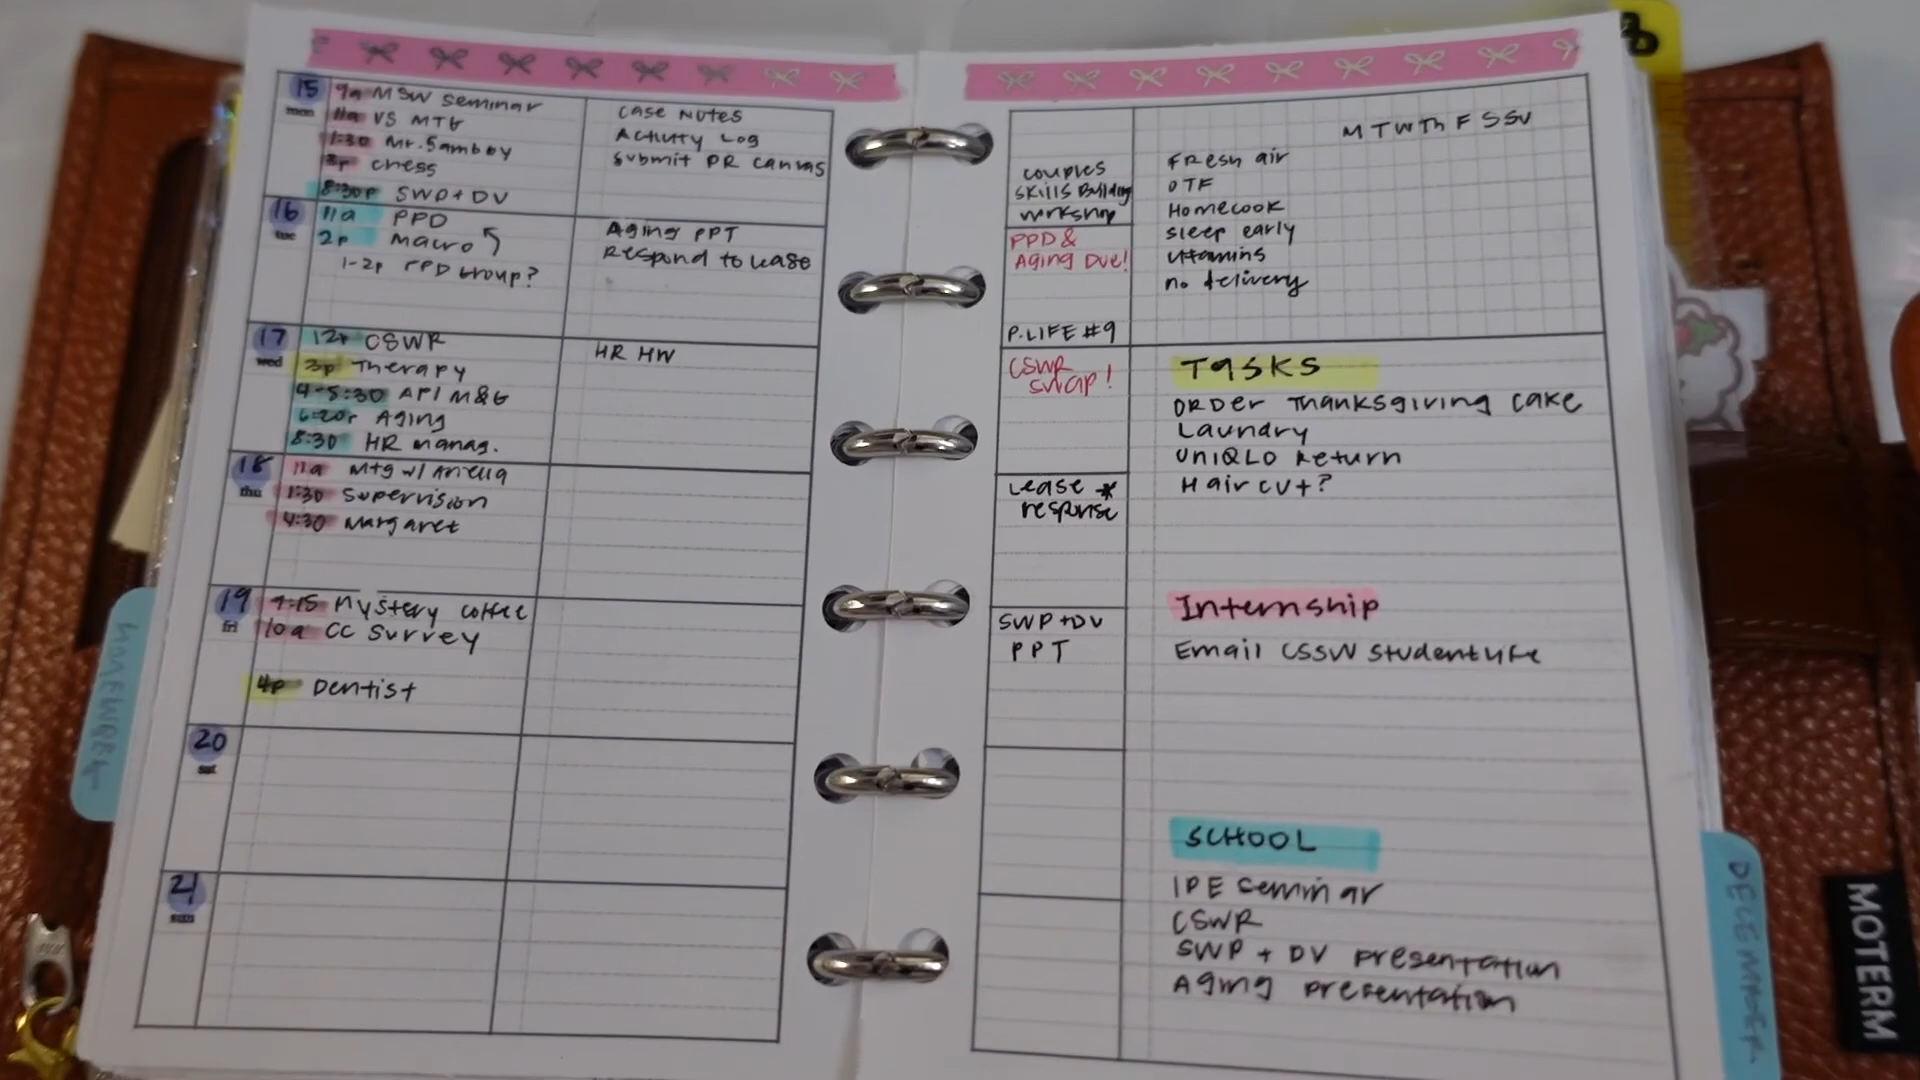 15
mon
9a MSW Seminar
11a VS MTG
1:30 Mr. Samboy
3p Chess
8:30p SWP + DV
Case Notes
Activity Log
Submit PR Canvas
16
tue
11a PPD
2p Macro
1-2p PPD Group?
Aging PPT
Respond to lease
17
wed
12p CSWR
3p Therapy
4-5:30 API M&G
6:20p Aging
8:30 HR manag.
HR HW
18
thu
11a Mtg w/
1:30 Supervision
4:30 Margaret
19
fri
9:15 Mystery coffee
10a CC Survey
4p Dentist
20
sat
21
sun
couples
skills Building
workshop
PPD &
Aging Due!
P.LIFE #9
CSWR
SWAP!
Lease *
response
SWP + DV
PPT
M T W Th F S SU
Fresh air
OTF
Homecook
sleep early
vitamins
no delivery
Tasks
Order Thanksgiving cake
Laundry
UNIQLO Return
Haircut?
Internship
Email CSSW studentlife
SCHOOL
IPE seminar
CSWR
SWP + DV presentation
Aging presentation
HOMEWORK
DECEMBER
MOTERM